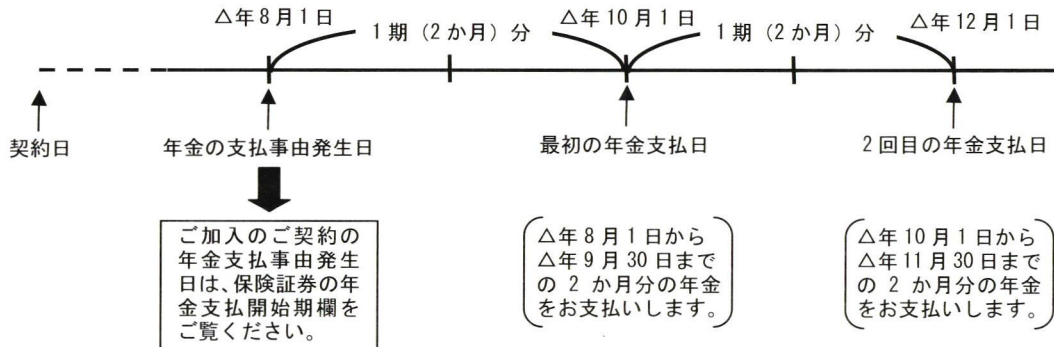 △年8月1日
1期(2か月)分
△年10月1日
1期(2か月)分
△年12月1日
契約日
年金の支払事由発生日
最初の年金支払日
2回目の年金支払日
ご加入のご契約の
年金支払事由発生
日は、保険証券の年
金支払開始期欄を
ご覧ください。
△年8月1日から
△年9月30日まで
の2か月分の年金
をお支払いします。
△年10月1日から
△年11月30日まで
の2か月分の年金
をお支払いします。